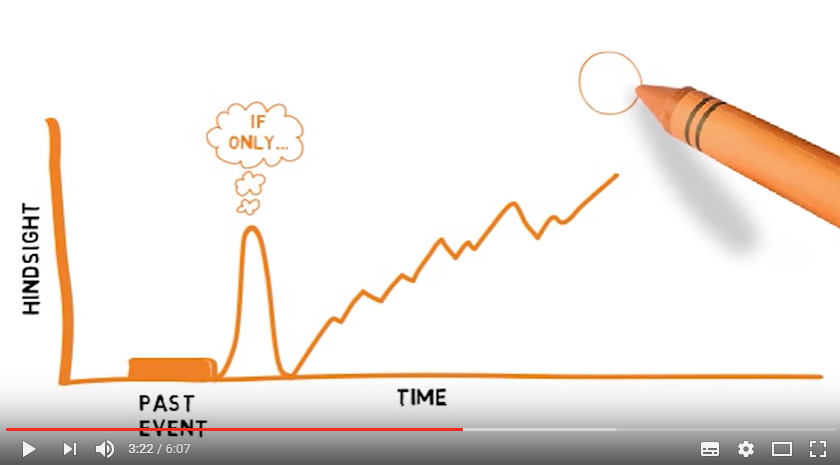 IF
ONLY...
HINDSIGHT
TIME
PAST
EVENT
3:22 / 6:07